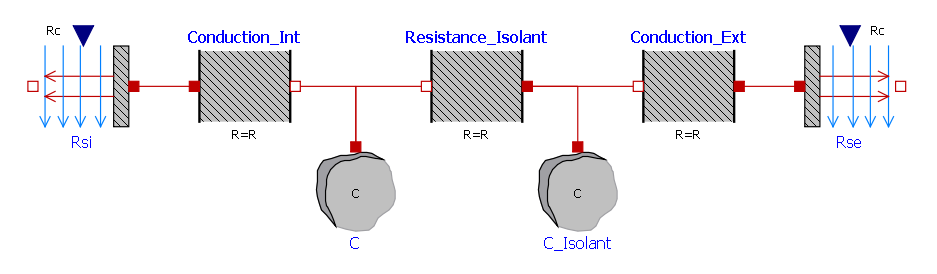 Rc
Rc
Conduction_Int
Resistance_Isolant
Conduction_Ext
Rsi
R=R
R=R
R=R
Rse
C
C
C
C_Isolant